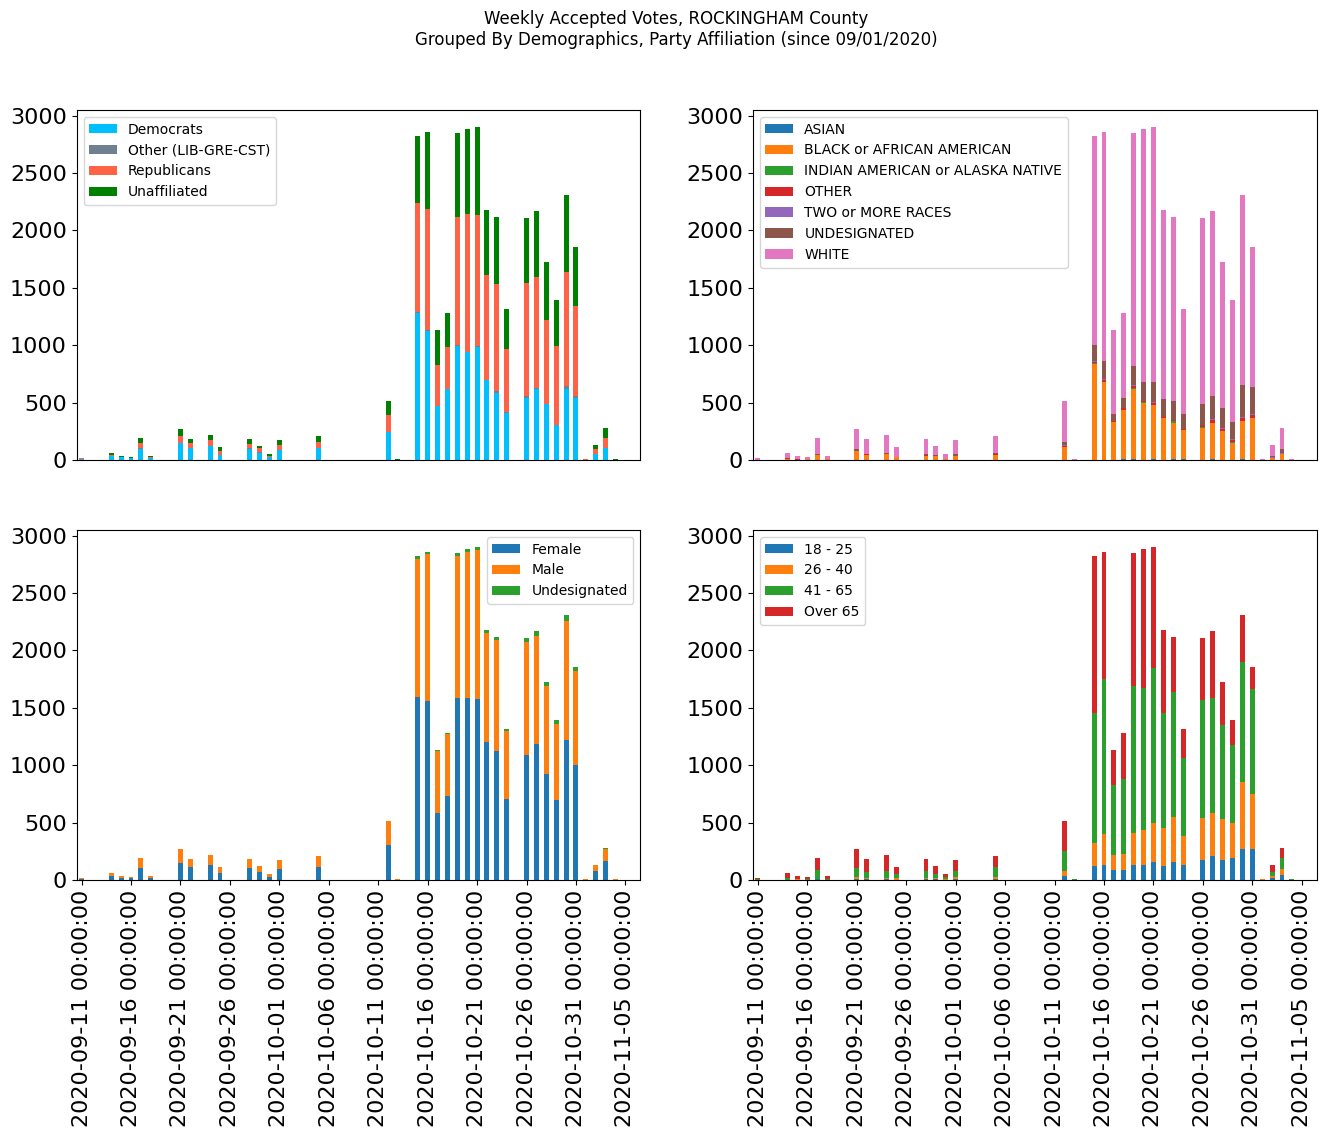 Weekly Accepted Votes, ROCKINGHAM County
Grouped By Demographics, Party Affiliation (since 09/01/2020)
3000
2500
2000
1500
1000
500
0
Democrats
Other (LIB-GRE-CST)
Republicans
Unaffiliated
3000
2500
2000
1500
1000
500
0
ASIAN
BLACK or AFRICAN AMERICAN
INDIAN AMERICAN or ALASKA NATIVE
OTHER
TWO or MORE RACES
UNDESIGNATED
WHITE
3000
2500
2000
1500
1000
500
0
Female
Male
Undesignated
2020-09-11 00:00:00
2020-09-16 00:00:00
2020-09-21 00:00:00
2020-09-26 00:00:00
2020-10-01 00:00:00
2020-10-06 00:00:00
2020-10-11 00:00:00
2020-10-16 00:00:00
2020-10-21 00:00:00
2020-10-26 00:00:00
2020-10-31 00:00:00
2020-11-05 00:00:00
3000
2500
2000
1500
1000
500
0
18 - 25
26 - 40
41 - 65
Over 65
2020-09-11 00:00:00
2020-09-16 00:00:00
2020-09-21 00:00:00
2020-09-26 00:00:00
2020-10-01 00:00:00
2020-10-06 00:00:00
2020-10-11 00:00:00
2020-10-16 00:00:00
2020-10-21 00:00:00
2020-10-26 00:00:00
2020-10-31 00:00:00
2020-11-05 00:00:00